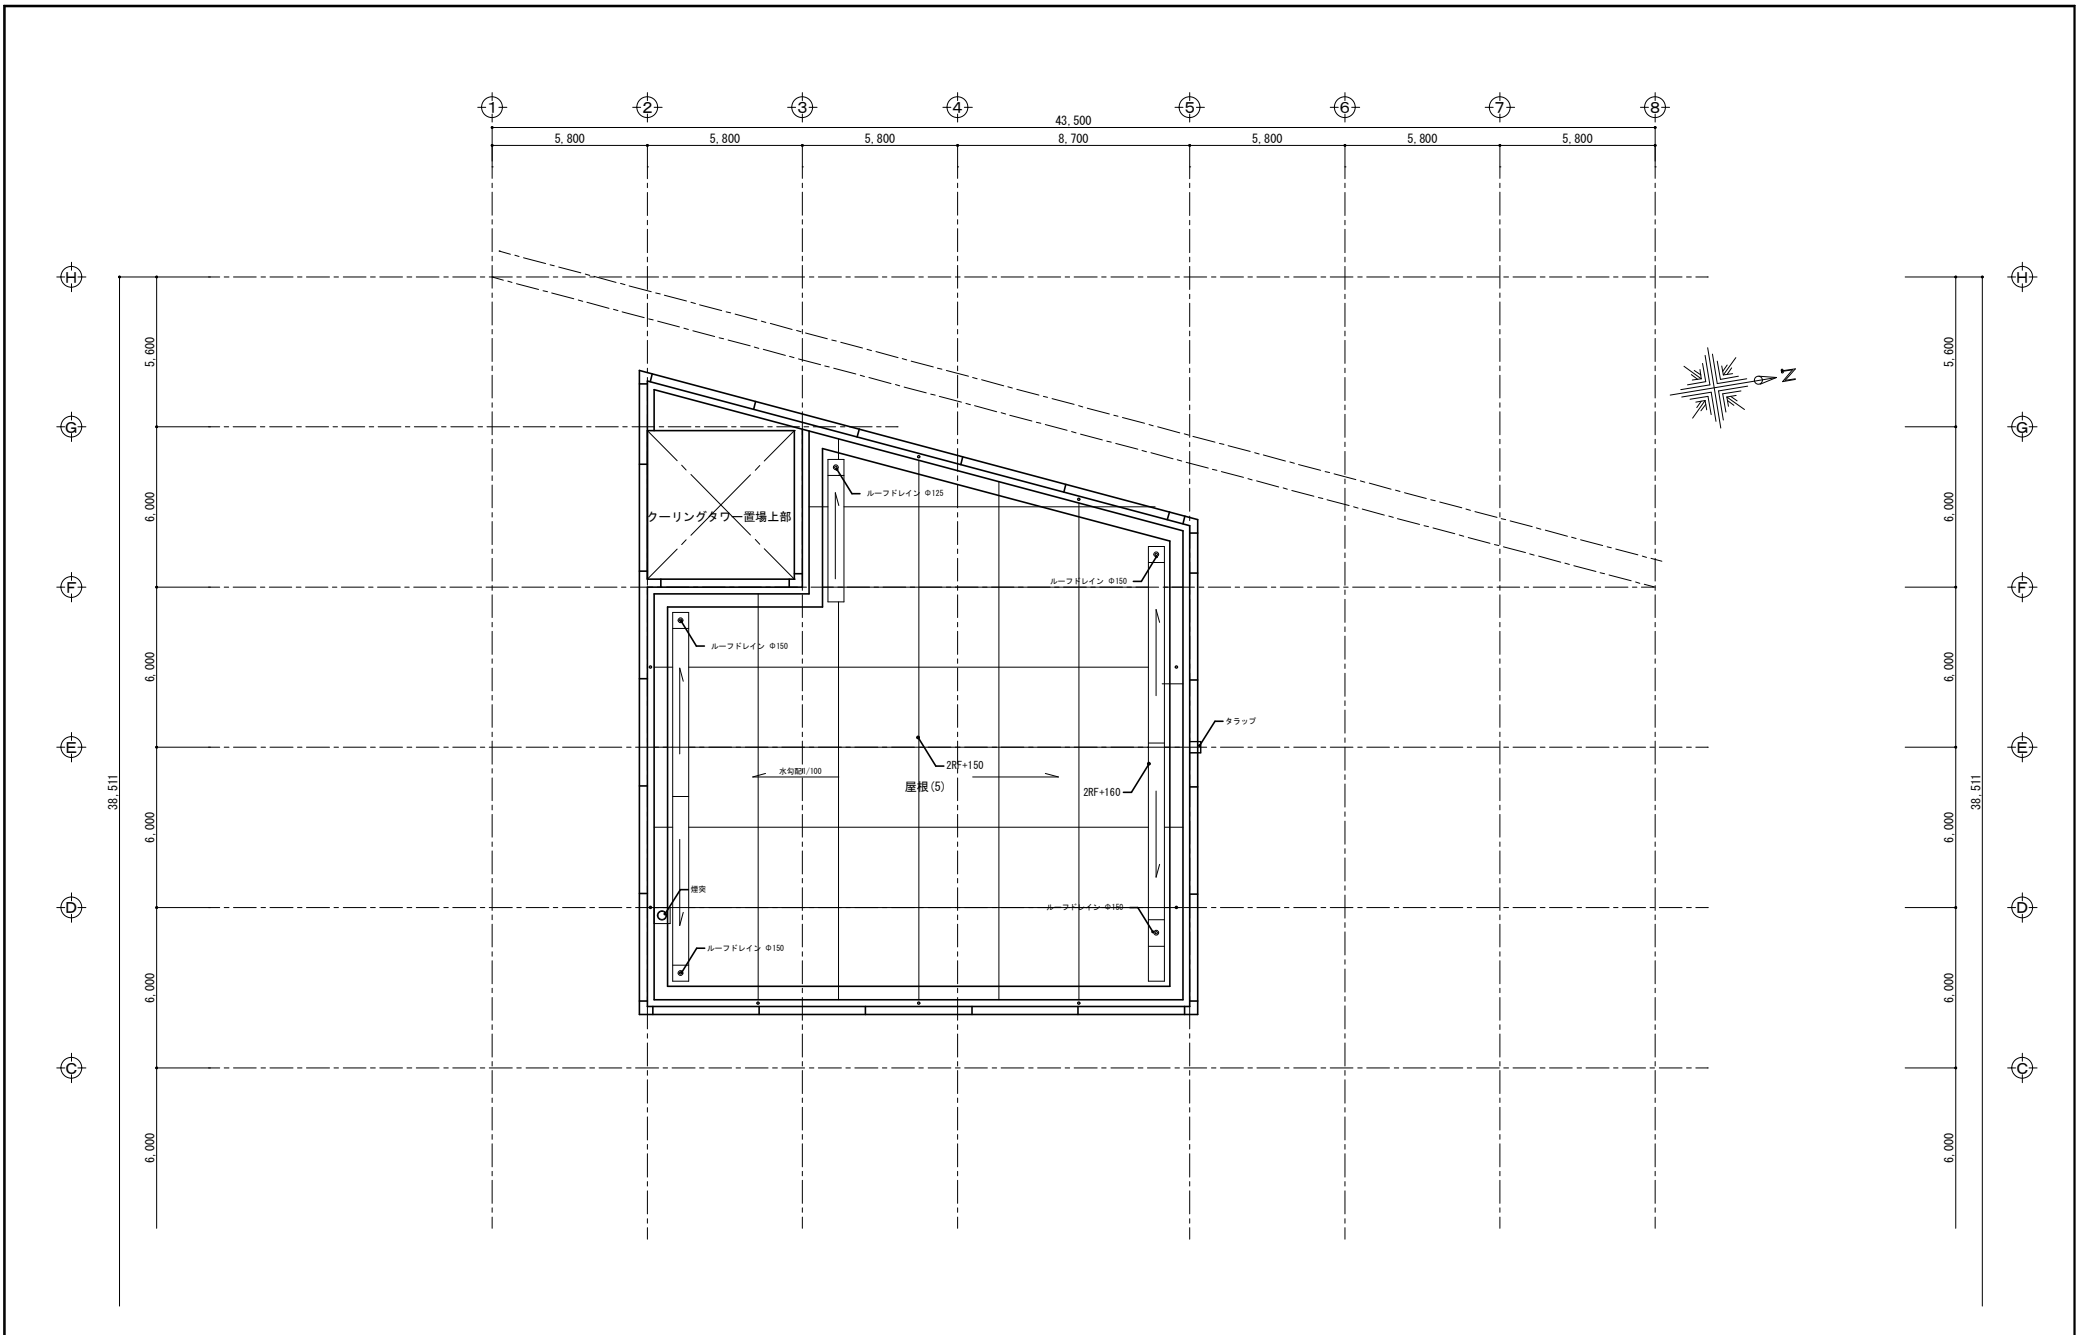 1 2 3 4 5 6 7 8
43,500
5,800 5,800 5,800 8,700 5,800 5,800 5,800
H H
5,600 5,600
N
G G
ルーフドレイン Φ125
6,000 6,000
クーリングタワー置場上部
ルーフドレイン Φ150
F F
ルーフドレイン Φ150
6,000 6,000
タラップ
E E
2RF+150
水勾配1/100
屋根(5)
2RF+160
38,511 38,511
6,000 6,000
煙突
D D
ルーフドレイン Φ150
ルーフドレイン Φ150
6,000 6,000
C C
6,000 6,000